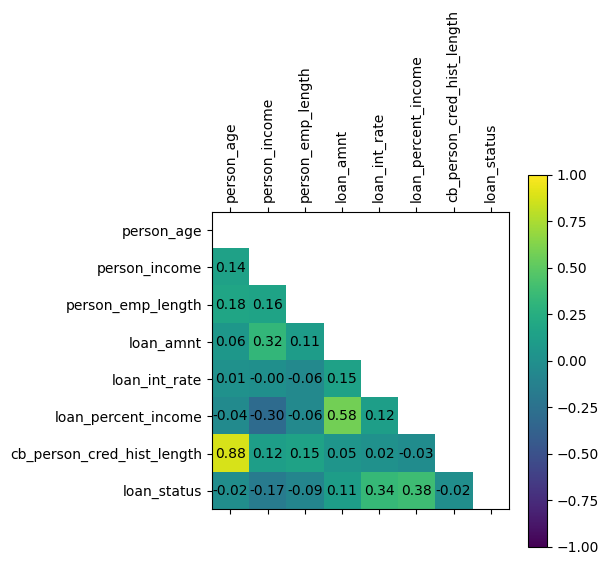 person_age
person_income
person_emp_length
loan_amnt
loan_int_rate
loan_percent_income
cb_person_cred_hist_length
loan_status
person_age
person_income 0.14
person_emp_length 0.18 0.16
loan_amnt 0.06 0.32 0.11
loan_int_rate 0.01 -0.00 -0.06 0.15
loan_percent_income -0.04 -0.30 -0.06 0.58 0.12
cb_person_cred_hist_length 0.88 0.12 0.15 0.05 0.02 -0.03
loan_status -0.02 -0.17 -0.09 0.11 0.34 0.38 -0.02
1.00
0.75
0.50
0.25
0.00
−0.25
−0.50
−0.75
−1.00